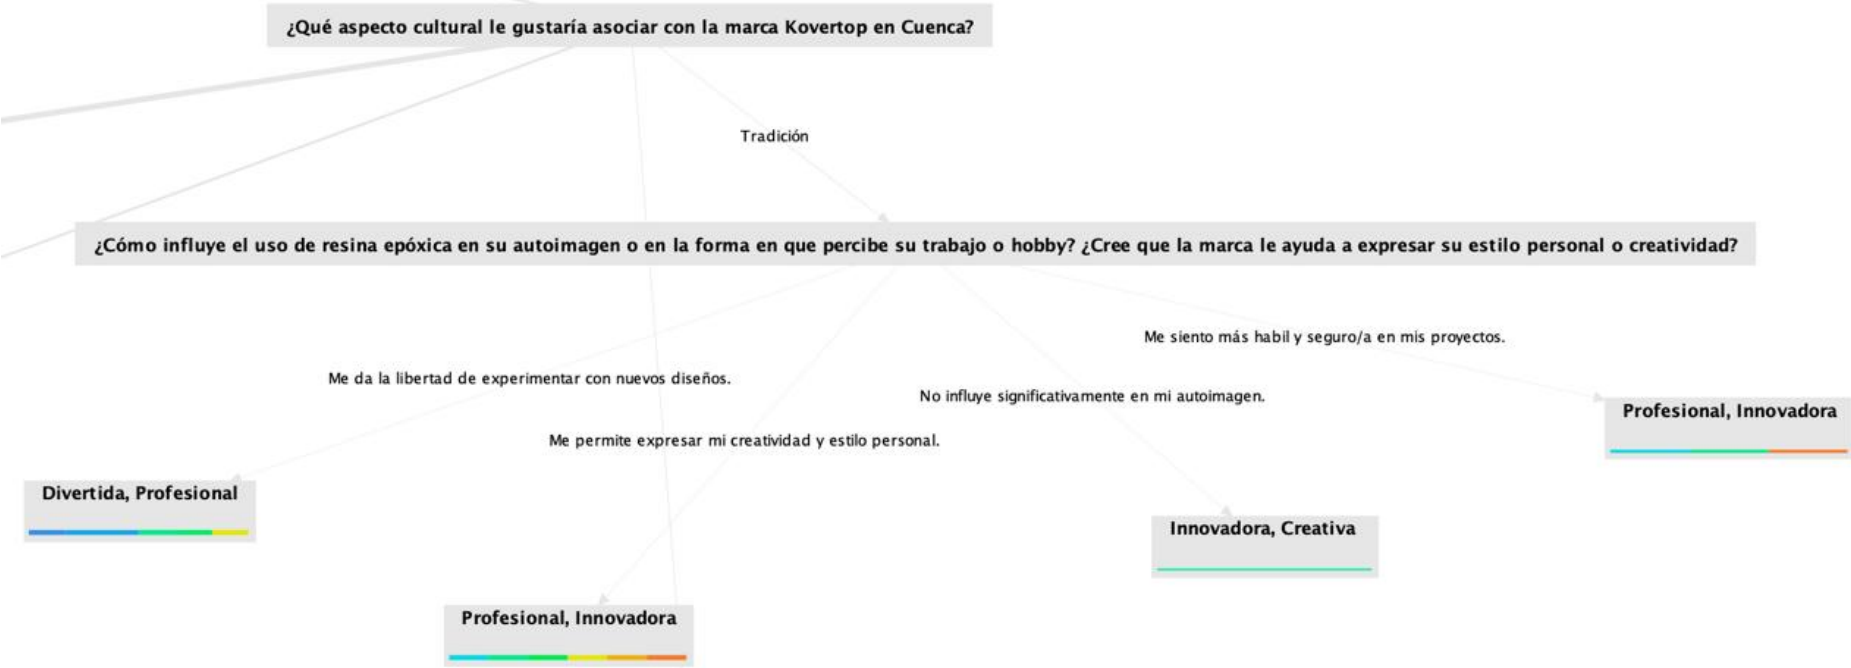 ¿Qué aspecto cultural le gustaría asociar con la marca Kovertop en Cuenca?
Tradición
¿Cómo influye el uso de resina epóxica en su autoimagen o en la forma en que percibe su trabajo o hobby? ¿Cree que la marca le ayuda a expresar su estilo personal o creatividad?
Me siento más habil y seguro/a en mis proyectos.
Me da la libertad de experimentar con nuevos diseños.
No influye significativamente en mi autoimagen.
Profesional, Innovadora
Me permite expresar mi creatividad y estilo personal.
Divertida, Profesional
Innovadora, Creativa
Profesional, Innovadora